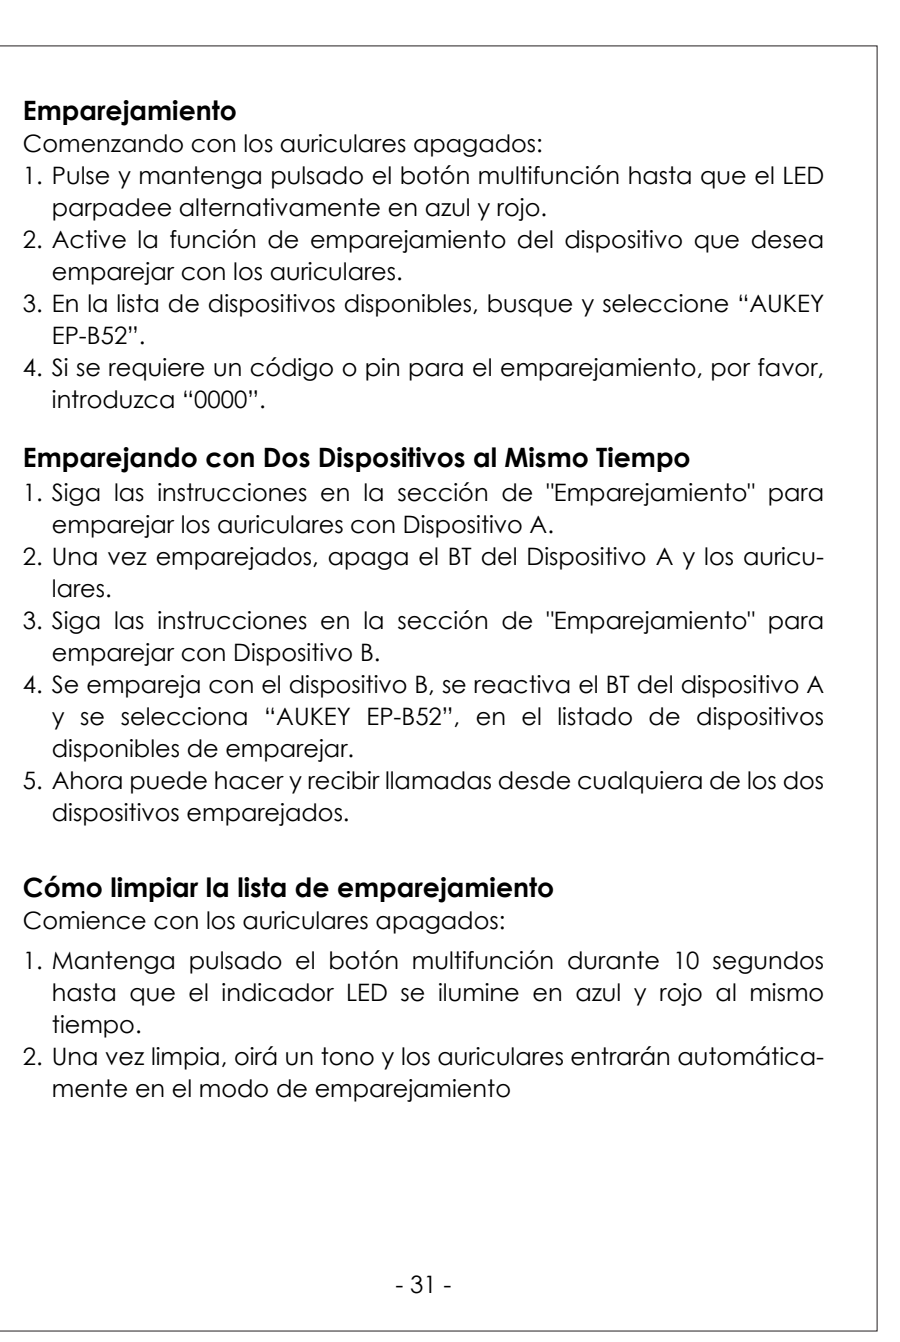 Emparejamiento
Comenzando con los auriculares apagados:
1. Pulse y mantenga pulsado el botón multifunción hasta que el LED
parpadee alternativamente en azul y rojo.
2. Active la función de emparejamiento del dispositivo que desea
emparejar con los auriculares.
3. En la lista de dispositivos disponibles, busque y seleccione “AUKEY
EP-B52”.
4. Si se requiere un código o pin para el emparejamiento, por favor,
introduzca “0000”.
Emparejando con Dos Dispositivos al Mismo Tiempo
1. Siga las instrucciones en la sección de "Emparejamiento" para
emparejar los auriculares con Dispositivo A.
2. Una vez emparejados, apaga el BT del Dispositivo A y los auricu-
lares.
3. Siga las instrucciones en la sección de "Emparejamiento" para
emparejar con Dispositivo B.
4. Se empareja con el dispositivo B, se reactiva el BT del dispositivo A
y se selecciona “AUKEY EP-B52”, en el listado de dispositivos
disponibles de emparejar.
5. Ahora puede hacer y recibir llamadas desde cualquiera de los dos
dispositivos emparejados.
Cómo limpiar la lista de emparejamiento
Comience con los auriculares apagados:
1. Mantenga pulsado el botón multifunción durante 10 segundos
hasta que el indicador LED se ilumine en azul y rojo al mismo
tiempo.
2. Una vez limpia, oirá un tono y los auriculares entrarán automática-
mente en el modo de emparejamiento
- 31 -